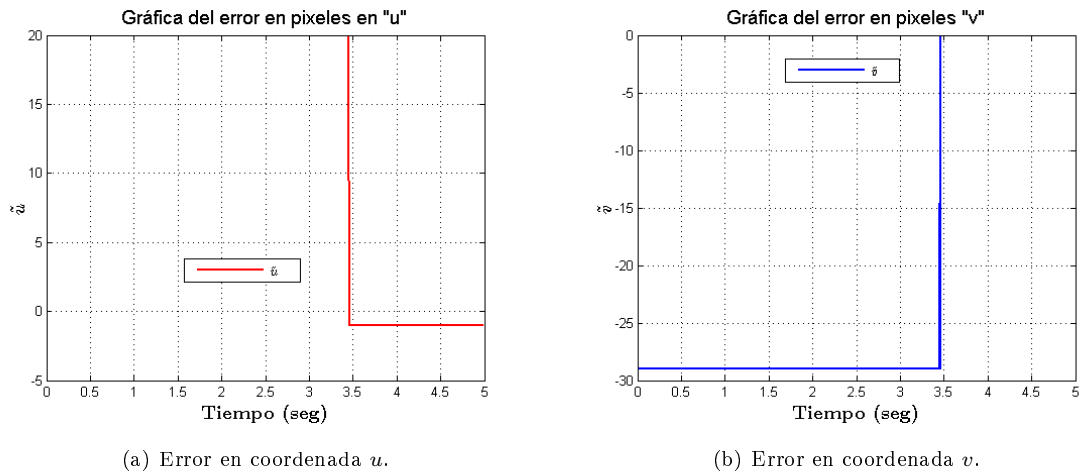 Gráfica del error en pixeles en "u"
20
15
10
5
0
-5
ũ
ũ
0 0.5 1 1.5 2 2.5 3 3.5 4 4.5 5
Tiempo (seg)
(a) Error en coordenada u.
Gráfica del error en pixeles "v"
0
-5
-10
-15
-20
-25
-30
ṽ
ṽ
0 0.5 1 1.5 2 2.5 3 3.5 4 4.5 5
Tiempo (seg)
(b) Error en coordenada v.